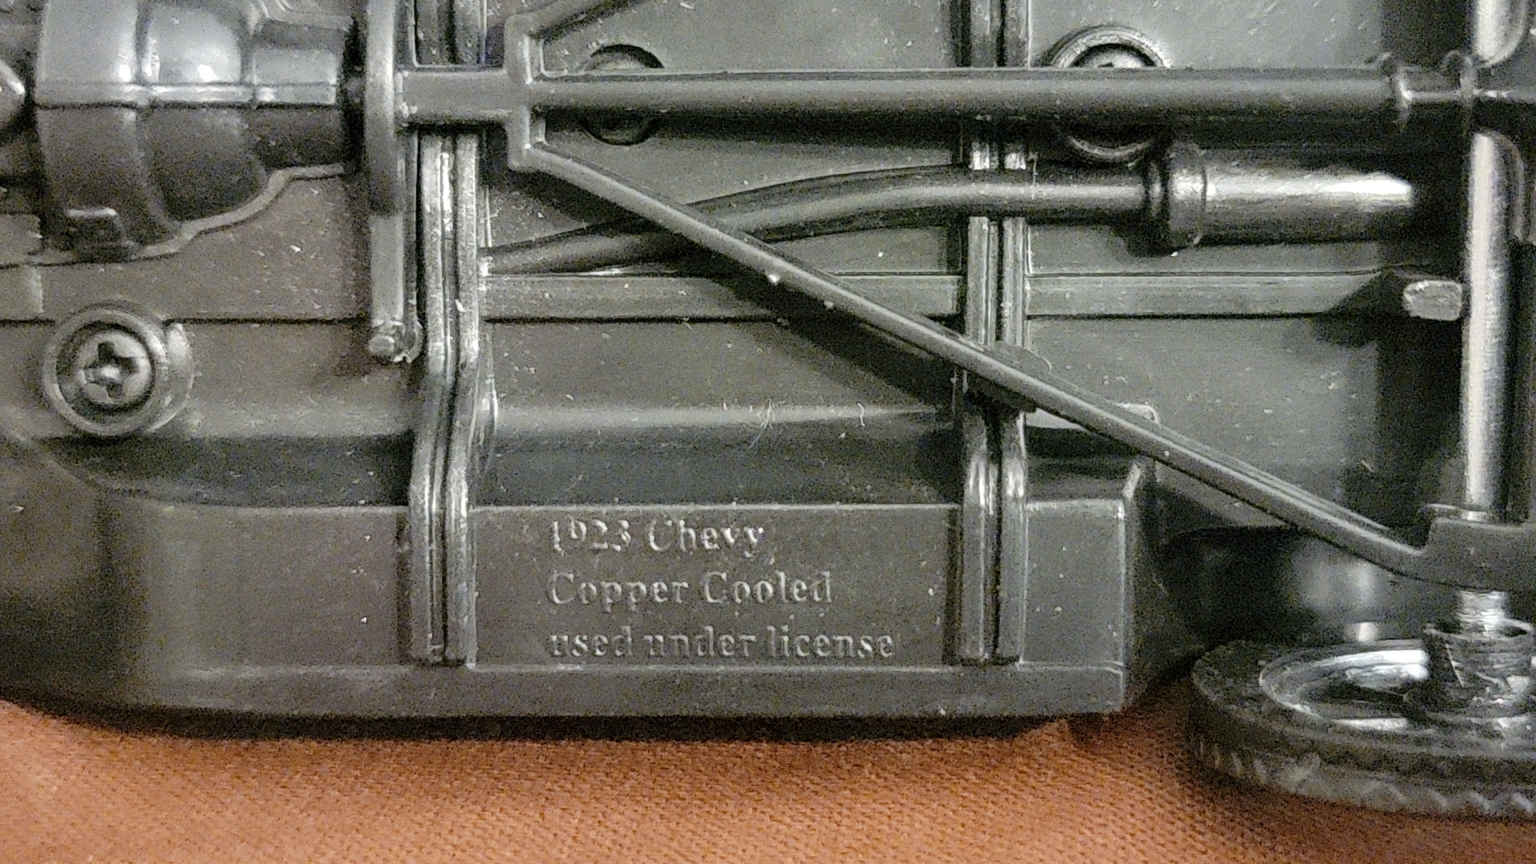 1923 Chevy
Copper Cooled
used under license